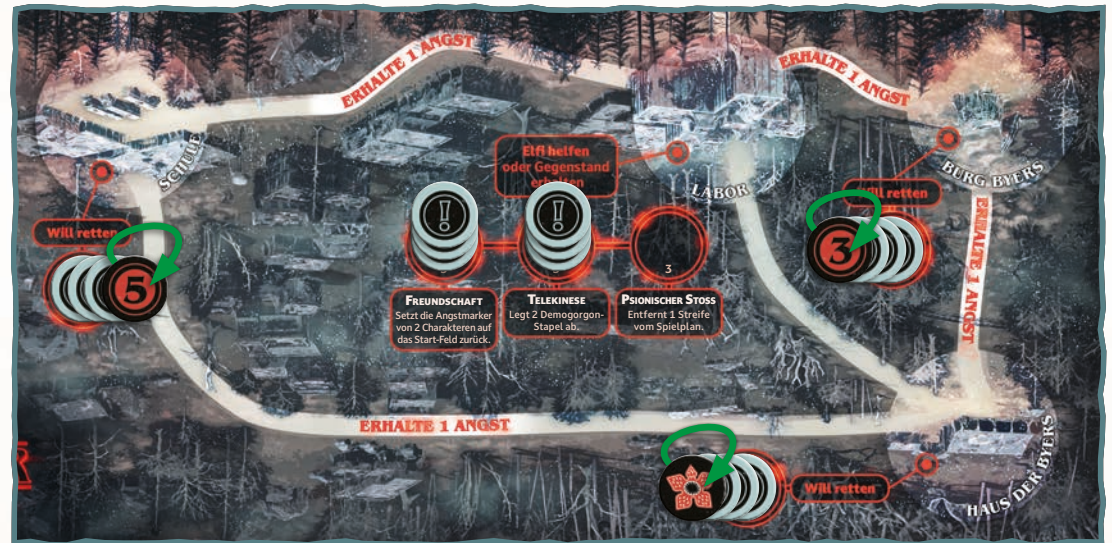 ERHALTE 1 ANGST
ERHALTE 1 ANGST
SCHULE
Elfi helfen
oder Gegenstand
erhalten
LABOR
BURG BYERS
Will retten
Will retten
ERHALTE 1 ANGST
!
!
3
5
3
FREUNDSCHAFT
Setzt die Angstmarker
von 2 Charakteren auf
das Start-Feld zurück.
TELEKINESE
Legt 2 Demogorgon-
Stapel ab.
PSIONISCHER STOSS
Entfernt 1 Streife
vom Spielplan.
ERHALTE 1 ANGST
Will retten
HAUS DER BYERS